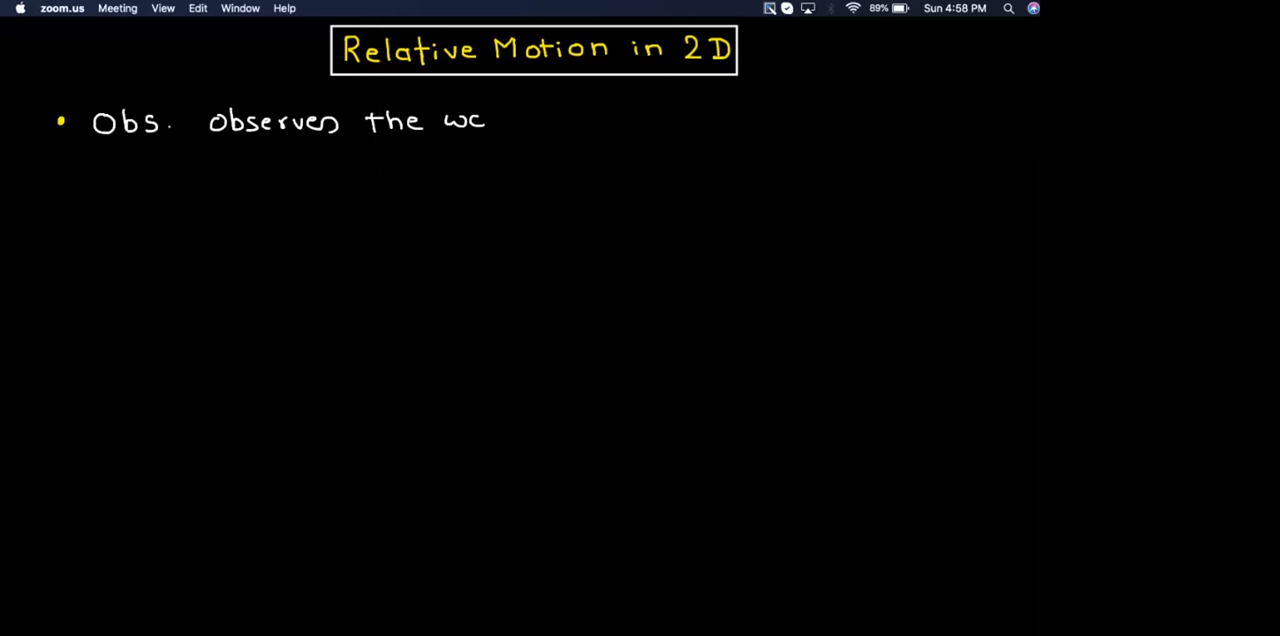 zoom.us Meeting View Edit Window Help 89% Sun 4:58 PM
Relative Motion in 2D
• Obs. Observes the wo